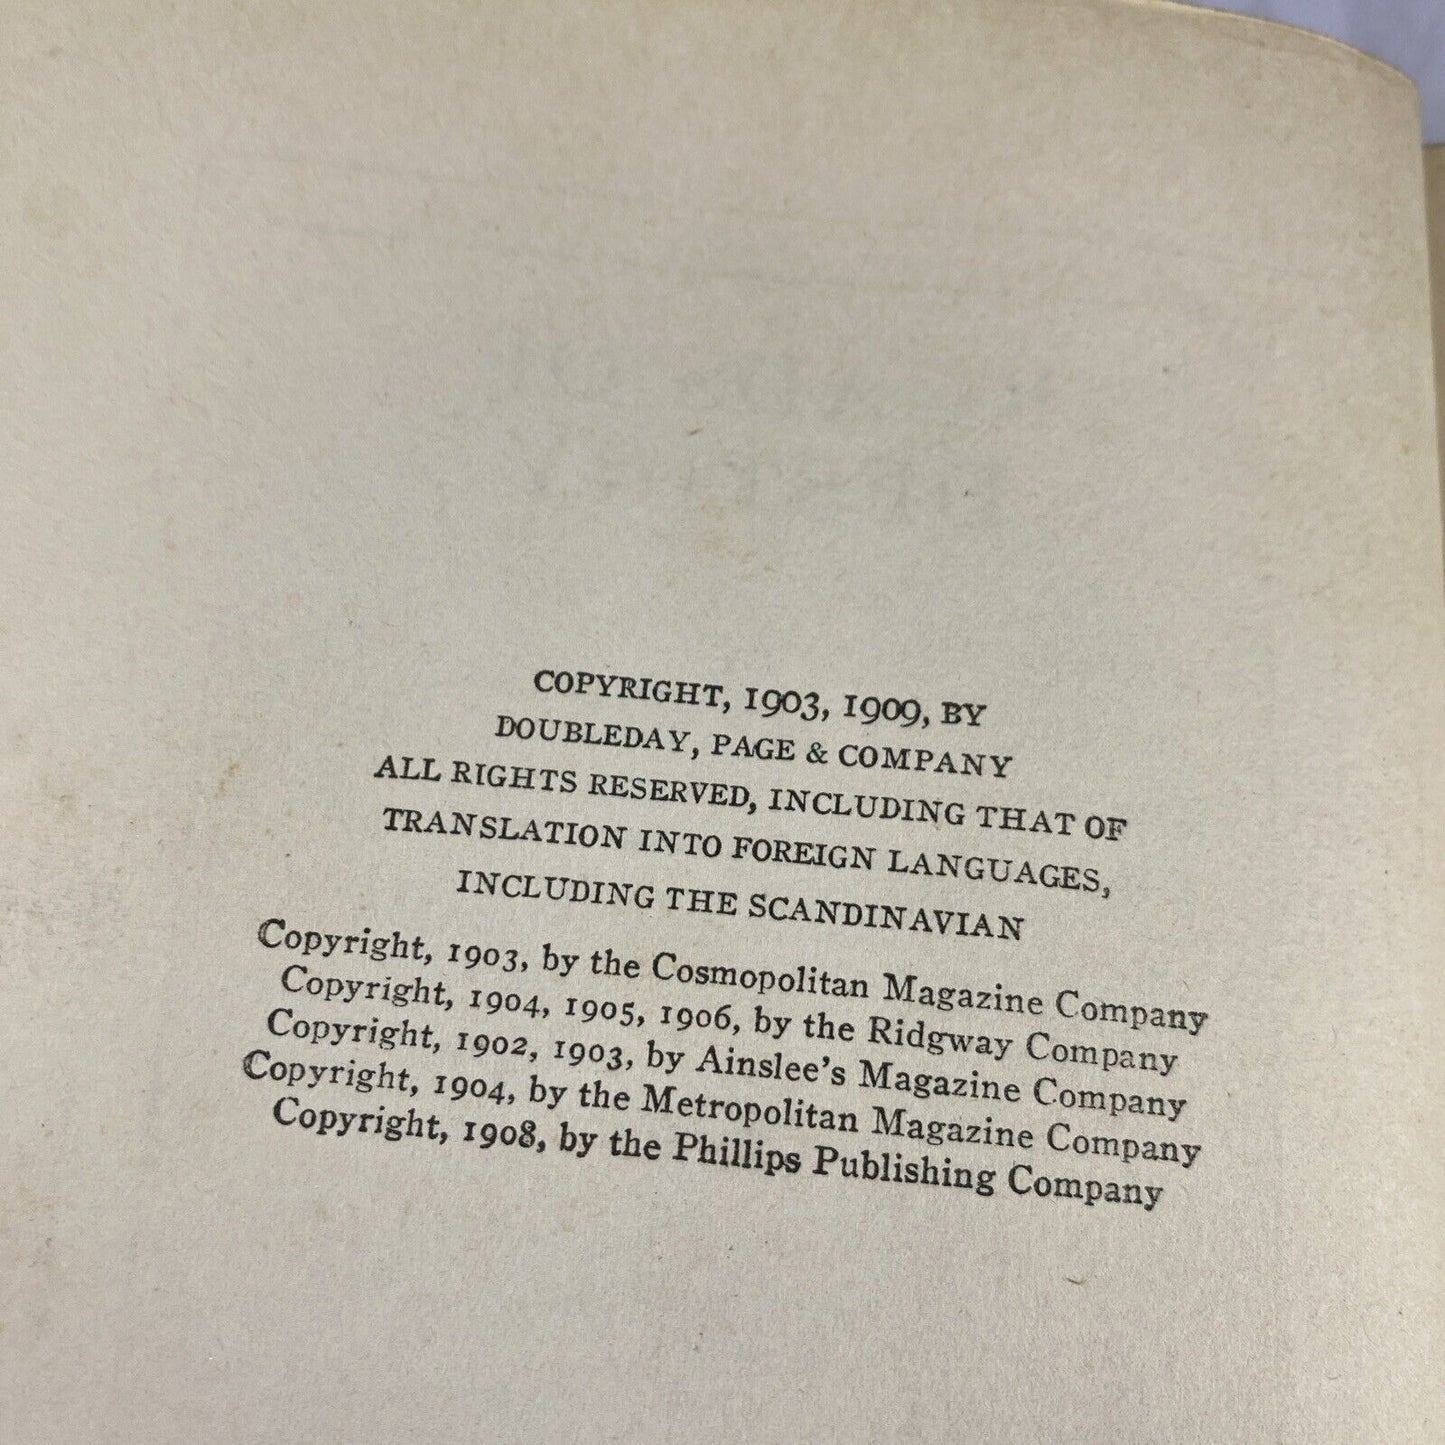 COPYRIGHT, 1903, 1909, BY
DOUBLEDAY, PAGE & COMPANY
ALL RIGHTS RESERVED, INCLUDING THAT OF
TRANSLATION INTO FOREIGN LANGUAGES,
INCLUDING THE SCANDINAVIAN
Copyright, 1903, by the Cosmopolitan Magazine Company
Copyright, 1904, 1905, 1906, by the Ridgway Company
Copyright, 1902, 1903, by Ainslee's Magazine Company
Copyright, 1904, by the Metropolitan Magazine Company
Copyright, 1908, by the Phillips Publishing Company